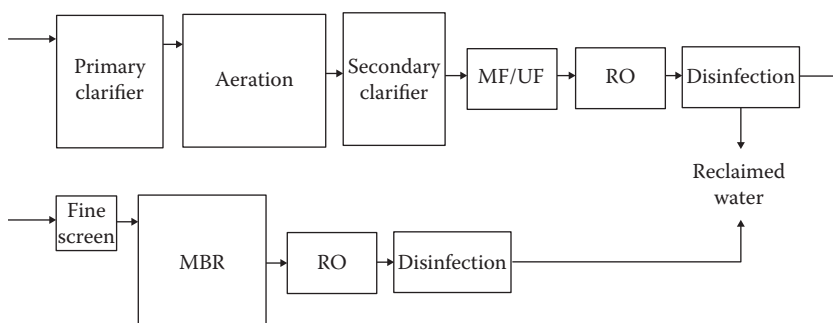 Primary
clarifier
Aeration
Secondary
clarifier
MF/UF
RO
Disinfection
Reclaimed
water
Fine
screen
MBR
RO
Disinfection